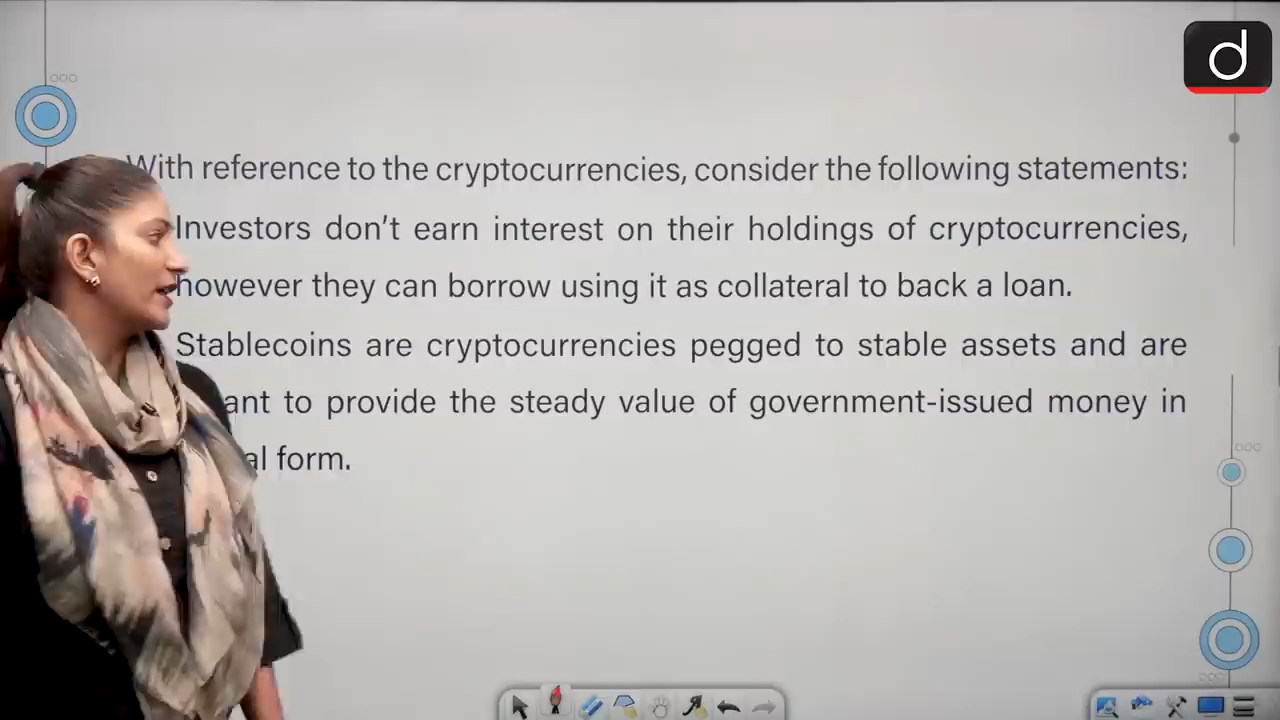 With reference to the cryptocurrencies, consider the following statements:
Investors don't earn interest on their holdings of cryptocurrencies,
however they can borrow using it as collateral to back a loan.
Stablecoins are cryptocurrencies pegged to stable assets and are
to provide the steady value of government-issued money in
form.
d